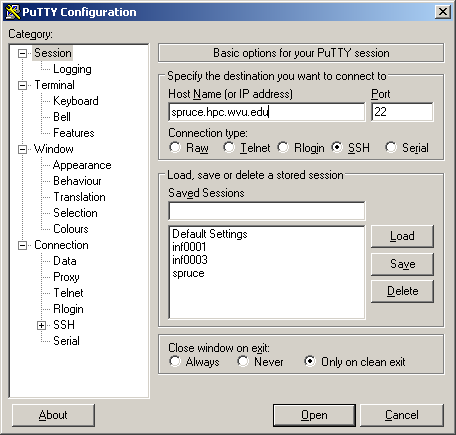 PuTTY Configuration
Category:
Session
Logging
Terminal
Keyboard
Bell
Features
Window
Appearance
Behaviour
Translation
Selection
Colours
Connection
Data
Proxy
Telnet
Rlogin
SSH
Serial
Basic options for your PuTTY session
Specify the destination you want to connect to
Host Name (or IP address) Port
spruce.hpc.wvu.edu 22
Connection type:
Raw Telnet Rlogin SSH Serial
Load, save or delete a stored session
Saved Sessions
Default Settings
inf0001
inf0003
spruce
Load
Save
Delete
Close window on exit:
Always Never Only on clean exit
About Open Cancel